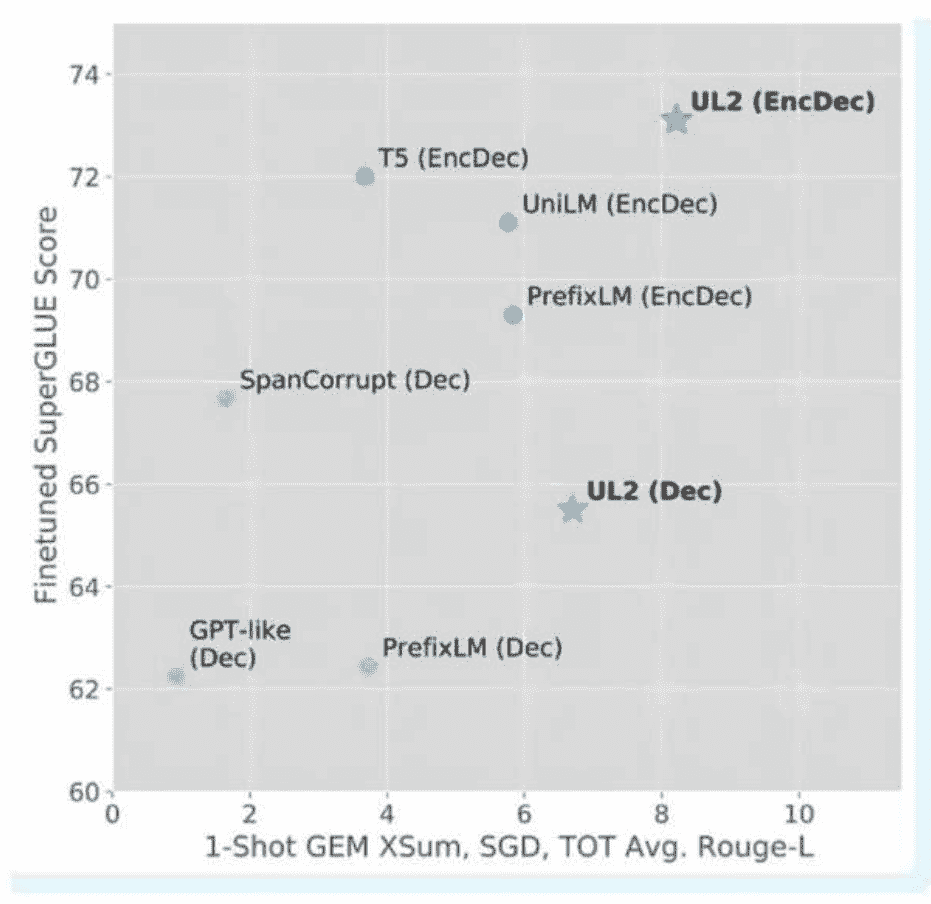 74
UL2 (EncDec)
T5 (EncDec)
72
UniLM (EncDec)
70
PrefixLM (EncDec)
68
SpanCorrupt (Dec)
66
UL2 (Dec)
64
GPT-like
(Dec)
PrefixLM (Dec)
62
60
0 2 4 6 8 10
Finetuned SuperGLUE Score
1-Shot GEM XSum, SGD, TOT Avg. Rouge-L